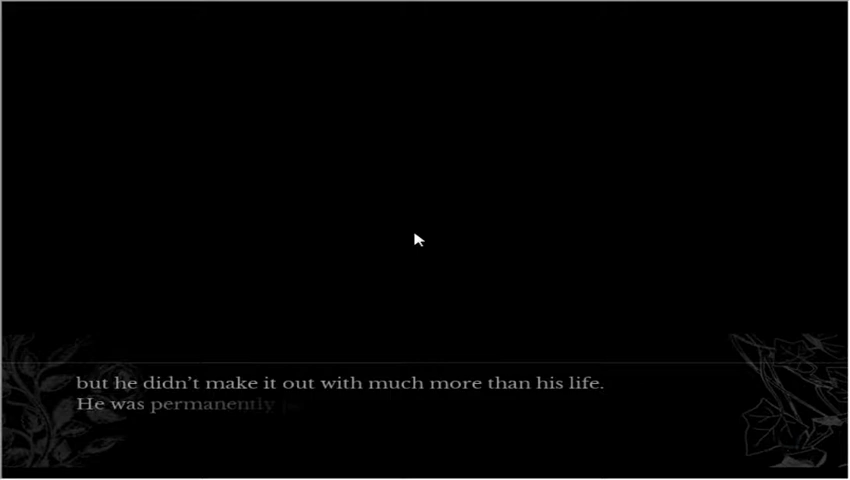 but he didn't make it out with much more than his life.
He was permanently